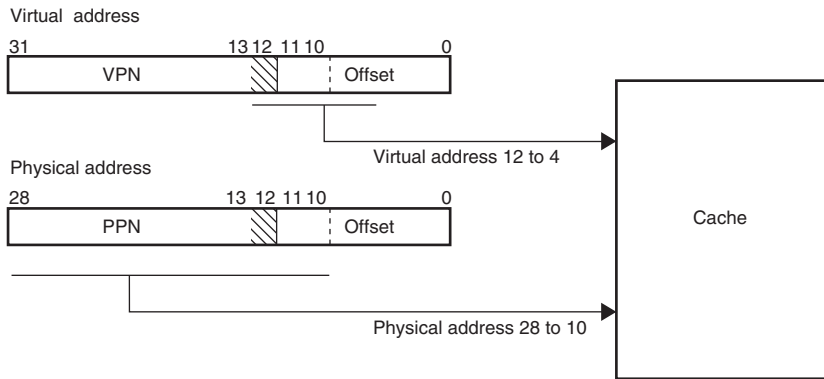 Virtual address
31 13 12 11 10 0
VPN Offset
Virtual address 12 to 4
Physical address
28 13 12 11 10 0
PPN Offset
Cache
Physical address 28 to 10